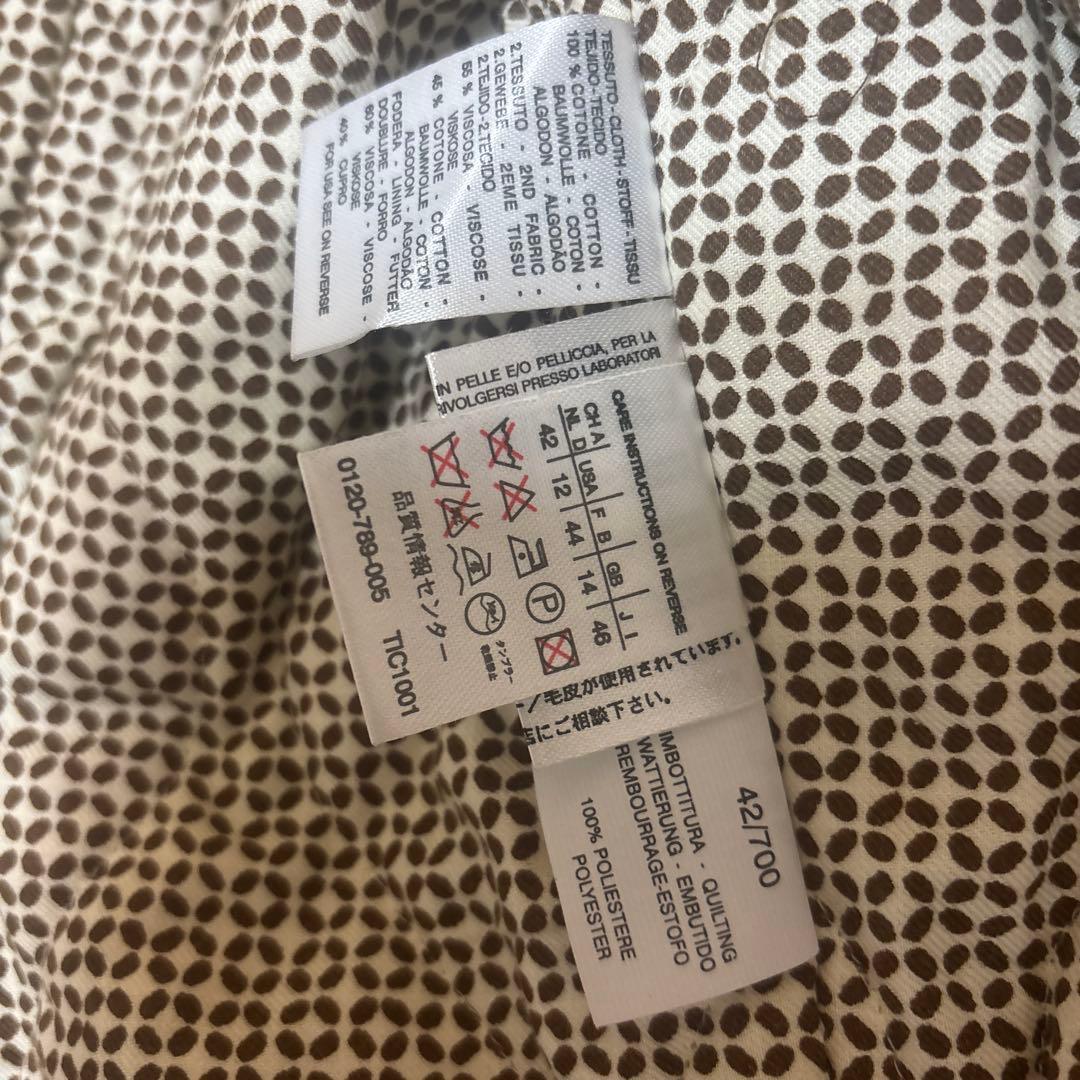 TESSUTO-CLOTH-STOFF-TISSU
TEJIDO-TECIDO
100 % COTONE - COTTON -
BAUMWOLLE - COTON -
ALGODON - ALGODÃO
2.TESSUTO - 2ND FABRIC -
2.GEWEBE - 2EME TISSU -
2.TEJIDO-2.TECIDO
55 % VISCOSA - VISCOSE -
VISKOSE
45 % COTONE - COTTON -
BAUMWOLLE - COTON -
ALGODON - ALGODÃO
FODERA - LINING - FUTTER
DOUBLURE - FORRO
60% VISCOSA - VISCOSE -
VISKOSE
40% CUPRO
FOR USA SEE ON REVERSE
IN PELLE E/O PELLICCIA, PER LA
RIVOLGERSI PRESSO LABORATORI
CARE INSTRUCTIONS ON REVERSE
CH A | USA | F | GB | J I
NL D | B
42 | 12 | 44 | 14 | 46
P
タンブラー
乾燥禁止
品質情報センター
0120-789-005 TIC1001
ノ毛皮が使用されています。
店にご相談下さい。
42/700
IMBOTTITURA - QUILTING
WATTIERUNG - EMBUTIDO
REMBOURRAGE-ESTOFO
100% POLIESTERE
POLYESTER